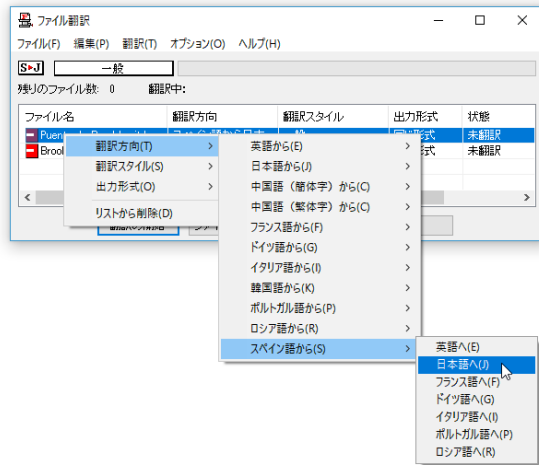 ファイル翻訳
ファイル(F) 編集(P) 翻訳(T) オプション(O) ヘルプ(H)
S▸J 一般
残りのファイル数: 0 翻訳中:
ファイル名 翻訳方向 翻訳スタイル 出力形式 状態
未翻訳
Brool 未翻訳
翻訳方向(T)
翻訳スタイル(S)
出力形式(O)
リストから削除(D)
英語から(E)
日本語から(J)
中国語(簡体字)から(C)
中国語(繁体字)から(C)
フランス語から(F)
ドイツ語から(G)
イタリア語から(I)
韓国語から(K)
ポルトガル語から(P)
ロシア語から(R)
スペイン語から(S)
英語へ(E)
日本語へ(J)
フランス語へ(F)
ドイツ語へ(G)
イタリア語へ(I)
ポルトガル語へ(P)
ロシア語へ(R)